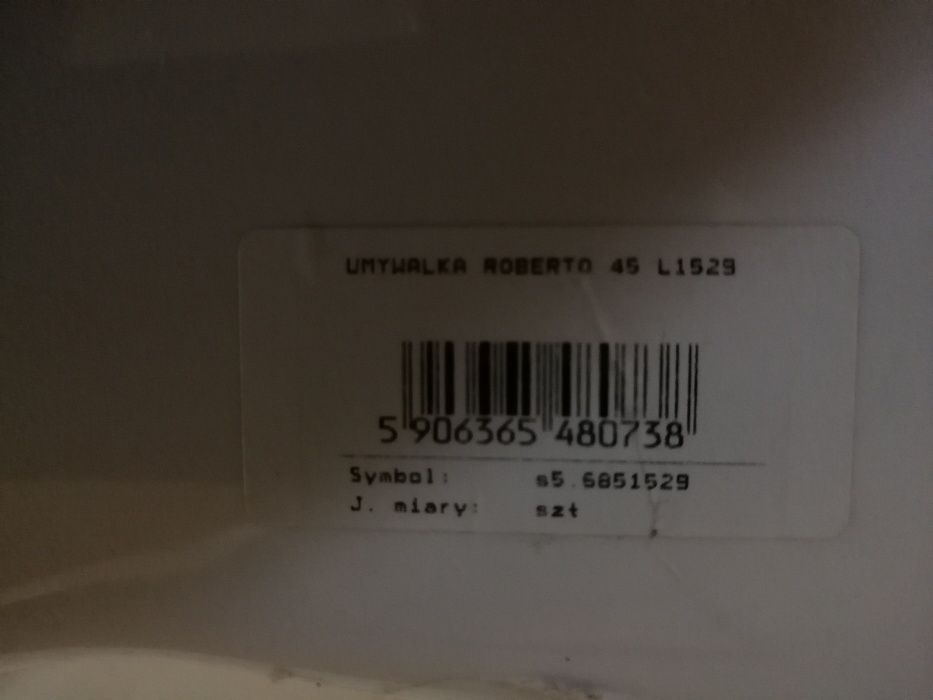 UMYWALKA ROBERTO 45 L1529
5 906365 480738
Symbol: s5.6851529
J. miary: szt